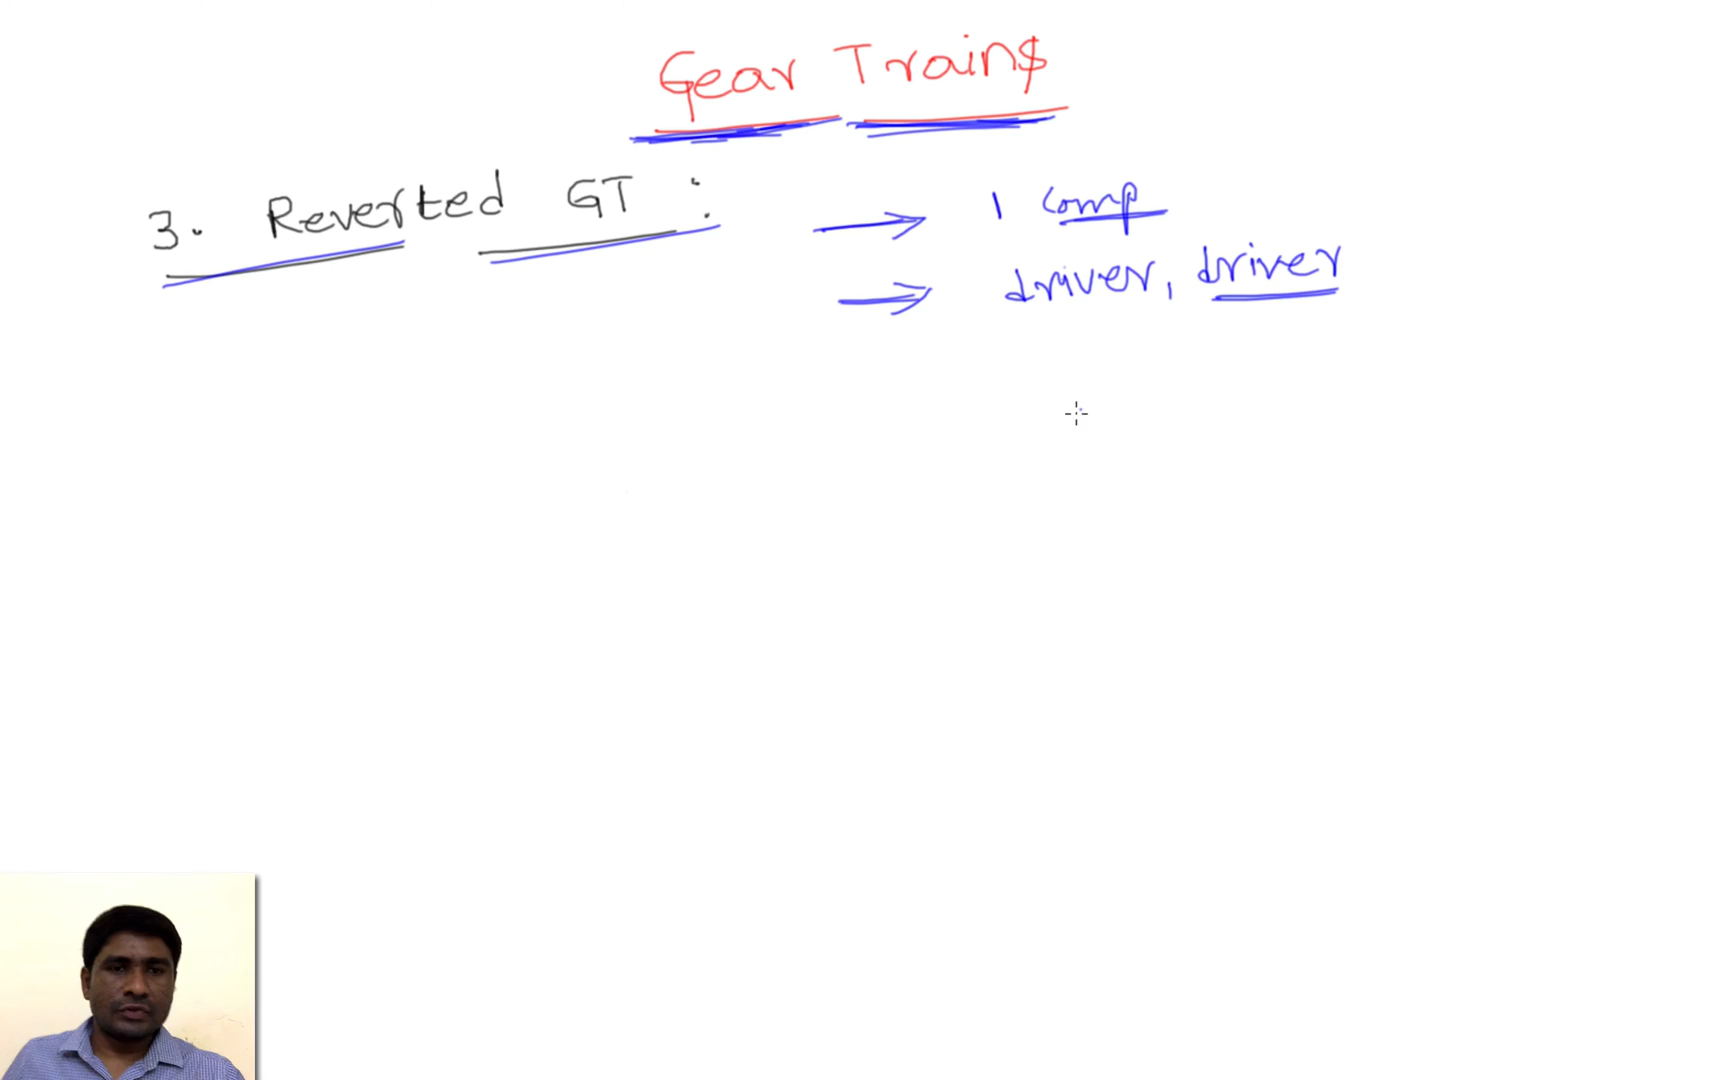 Gear Trains
3. Reverted GT :
→ 1 comp
→ driver, driver